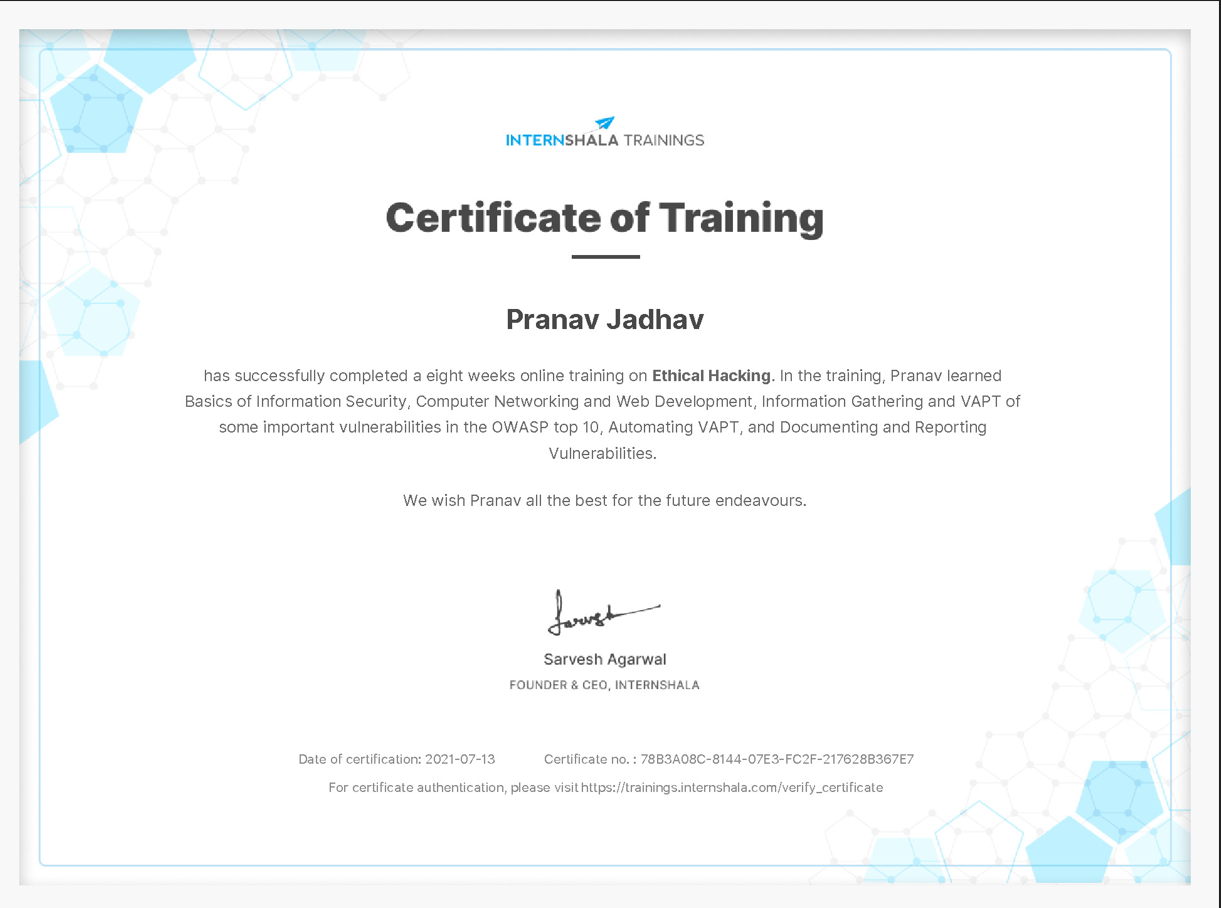 INTERNSHALA TRAININGS
Certificate of Training
Pranav Jadhav
has successfully completed a eight weeks online training on Ethical Hacking. In the training, Pranav learned
Basics of Information Security, Computer Networking and Web Development, Information Gathering and VAPT of
some important vulnerabilities in the OWASP top 10, Automating VAPT, and Documenting and Reporting
Vulnerabilities.
We wish Pranav all the best for the future endeavours.
Sarvesh
Sarvesh Agarwal
FOUNDER & CEO, INTERNSHALA
Date of certification: 2021-07-13 Certificate no. : 78B3A08C-8144-07E3-FC2F-217628B367E7
For certificate authentication, please visit https://trainings.internshala.com/verify_certificate